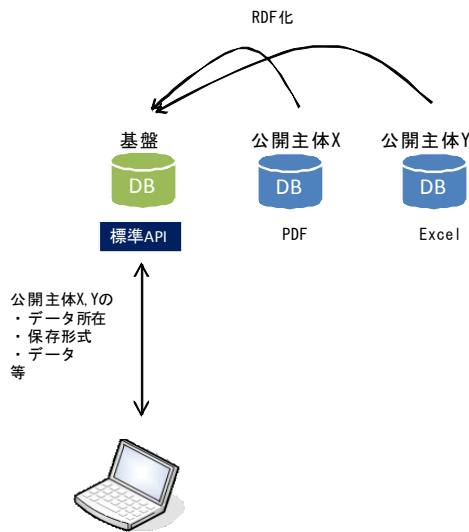 RDF化
基盤
公開主体X
公開主体Y
DB
DB
DB
標準API
PDF
Excel
公開主体X,Yの
・データ所在
・保存形式
・データ
等